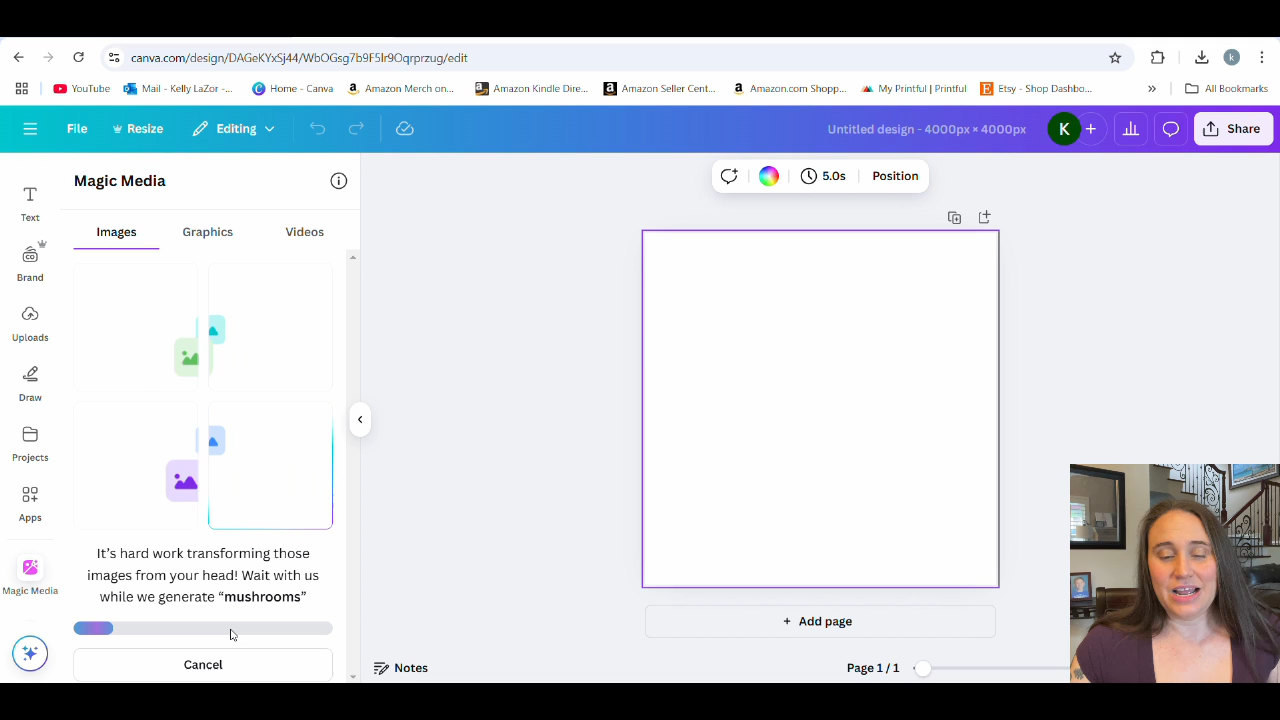 canva.com/design/DAGeKYxSj44/WbOGsg7b9F5lr9Oqrprzug/edit
k
YouTube
Mail - Kelly LaZor -...
Home - Canva
Amazon Merch on...
Amazon Kindle Dire...
Amazon Seller Cent...
Amazon.com Shopp...
My Printful | Printful
Etsy - Shop Dashbo...
All Bookmarks
File
Resize
Editing
Untitled design - 4000px × 4000px
K
Share
Magic Media
5.0s
Position
Text
Images
Graphics
Videos
Brand
Uploads
Draw
Projects
Apps
Magic Media
It's hard work transforming those
images from your head! Wait with us
while we generate “mushrooms”
Cancel
+ Add page
Notes
Page 1 / 1